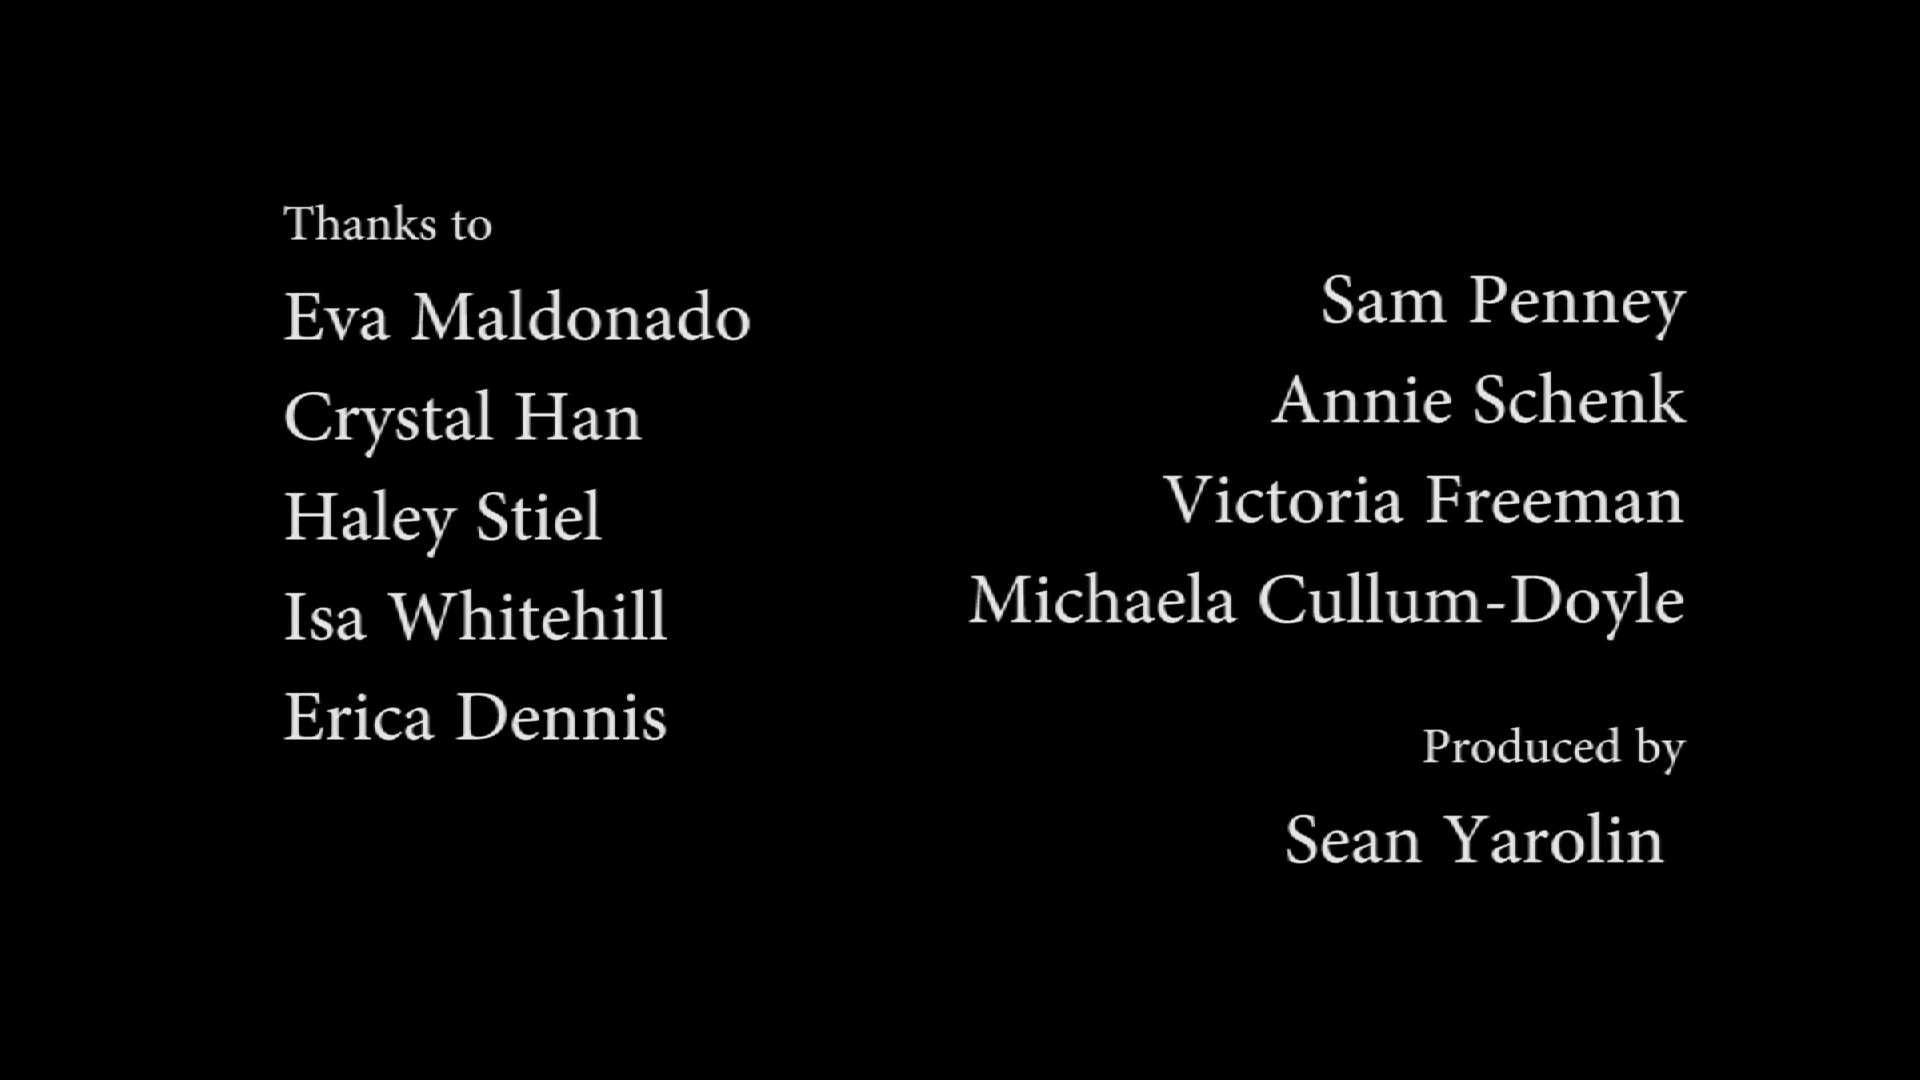 Thanks to
Eva Maldonado
Crystal Han
Haley Stiel
Isa Whitehill
Erica Dennis
Sam Penney
Annie Schenk
Victoria Freeman
Michaela Cullum-Doyle
Produced by
Sean Yarolin